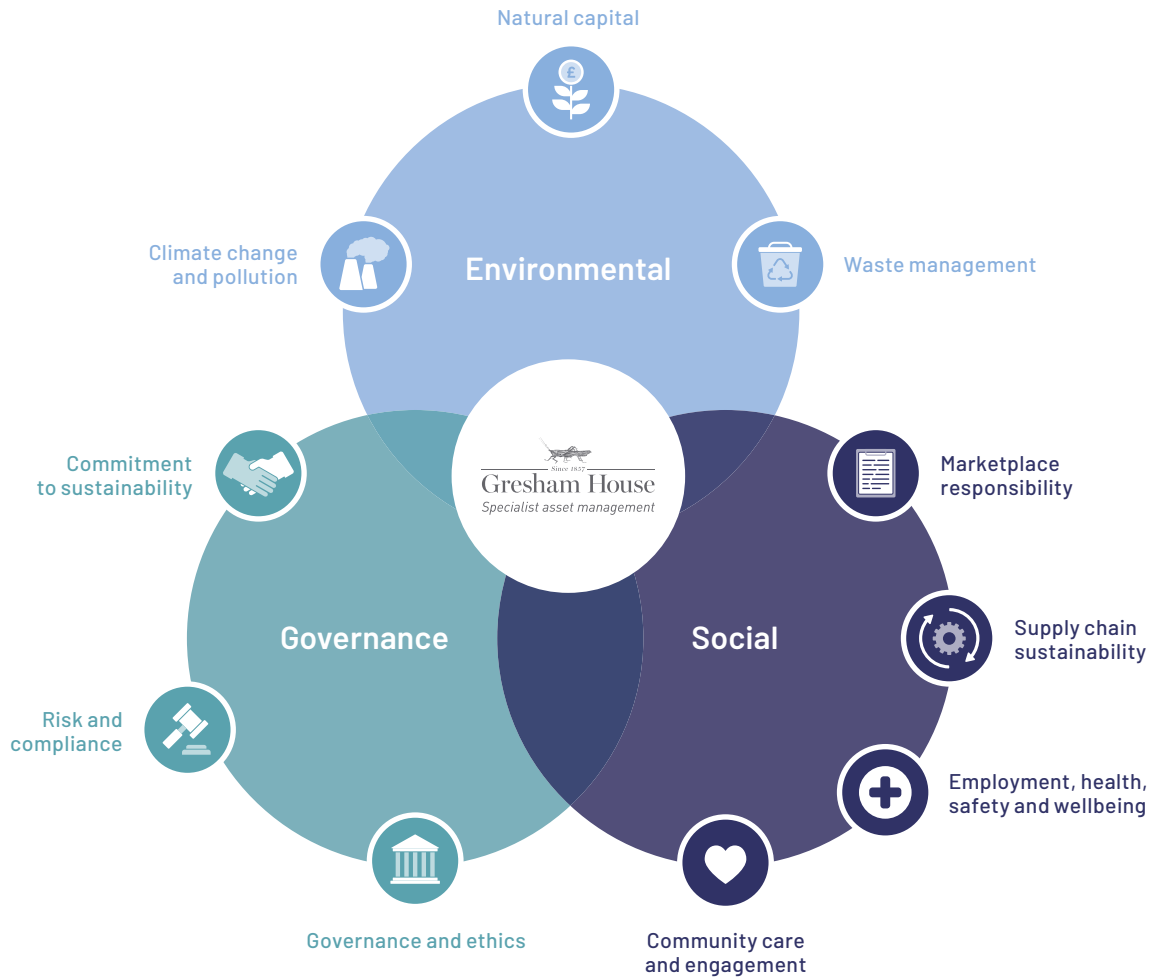 Natural capital
£
Climate change
and pollution
Environmental
Waste management
Since 1857
Gresham House
Specialist asset management
Commitment
to sustainability
Marketplace
responsibility
Governance
Social
Supply chain
sustainability
Risk and
compliance
Employment, health,
safety and wellbeing
Governance and ethics
Community care
and engagement